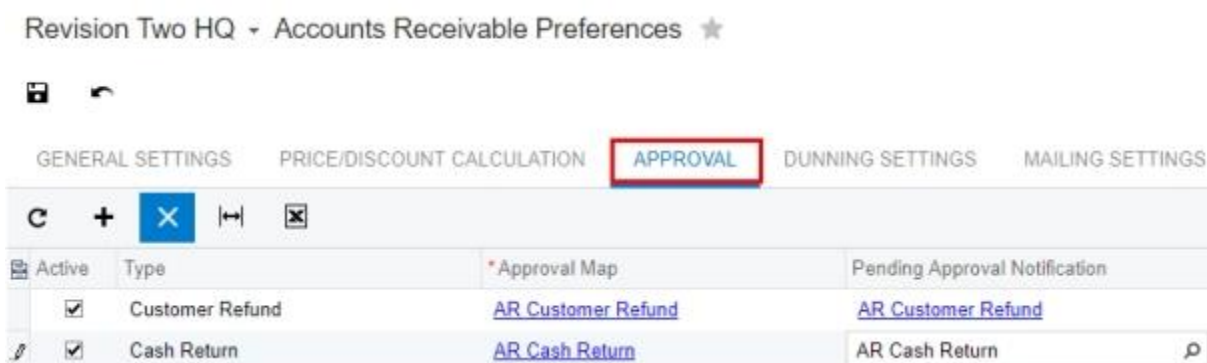 Revision Two HQ Accounts Receivable Preferences
GENERAL SETTINGS PRICE/DISCOUNT CALCULATION APPROVAL DUNNING SETTINGS MAILING SETTINGS
Active Type * Approval Map Pending Approval Notification
Customer Refund AR Customer Refund AR Customer Refund
Cash Return AR Cash Return AR Cash Return